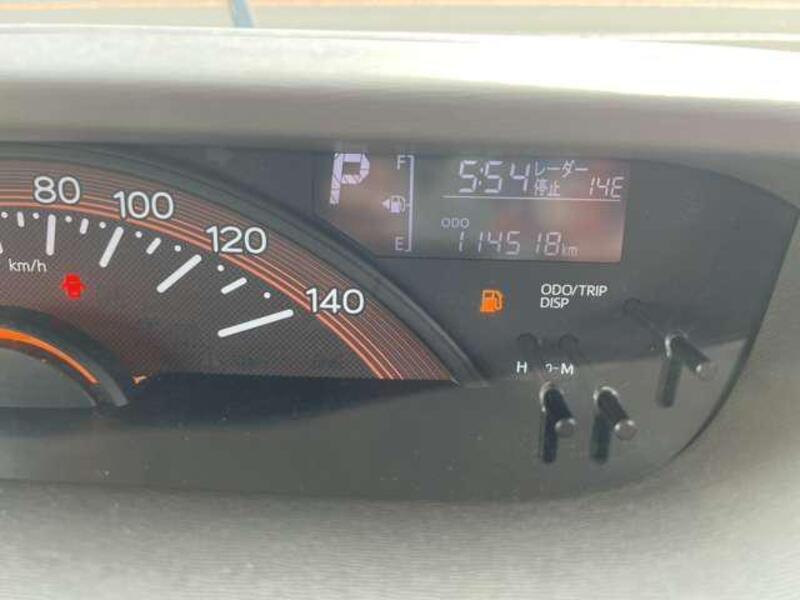 80
100
120
140
km/h
P
F
E
5:54
レーダー
停止
14E
ODO
114518km
ODO/TRIP
DISP
H
M